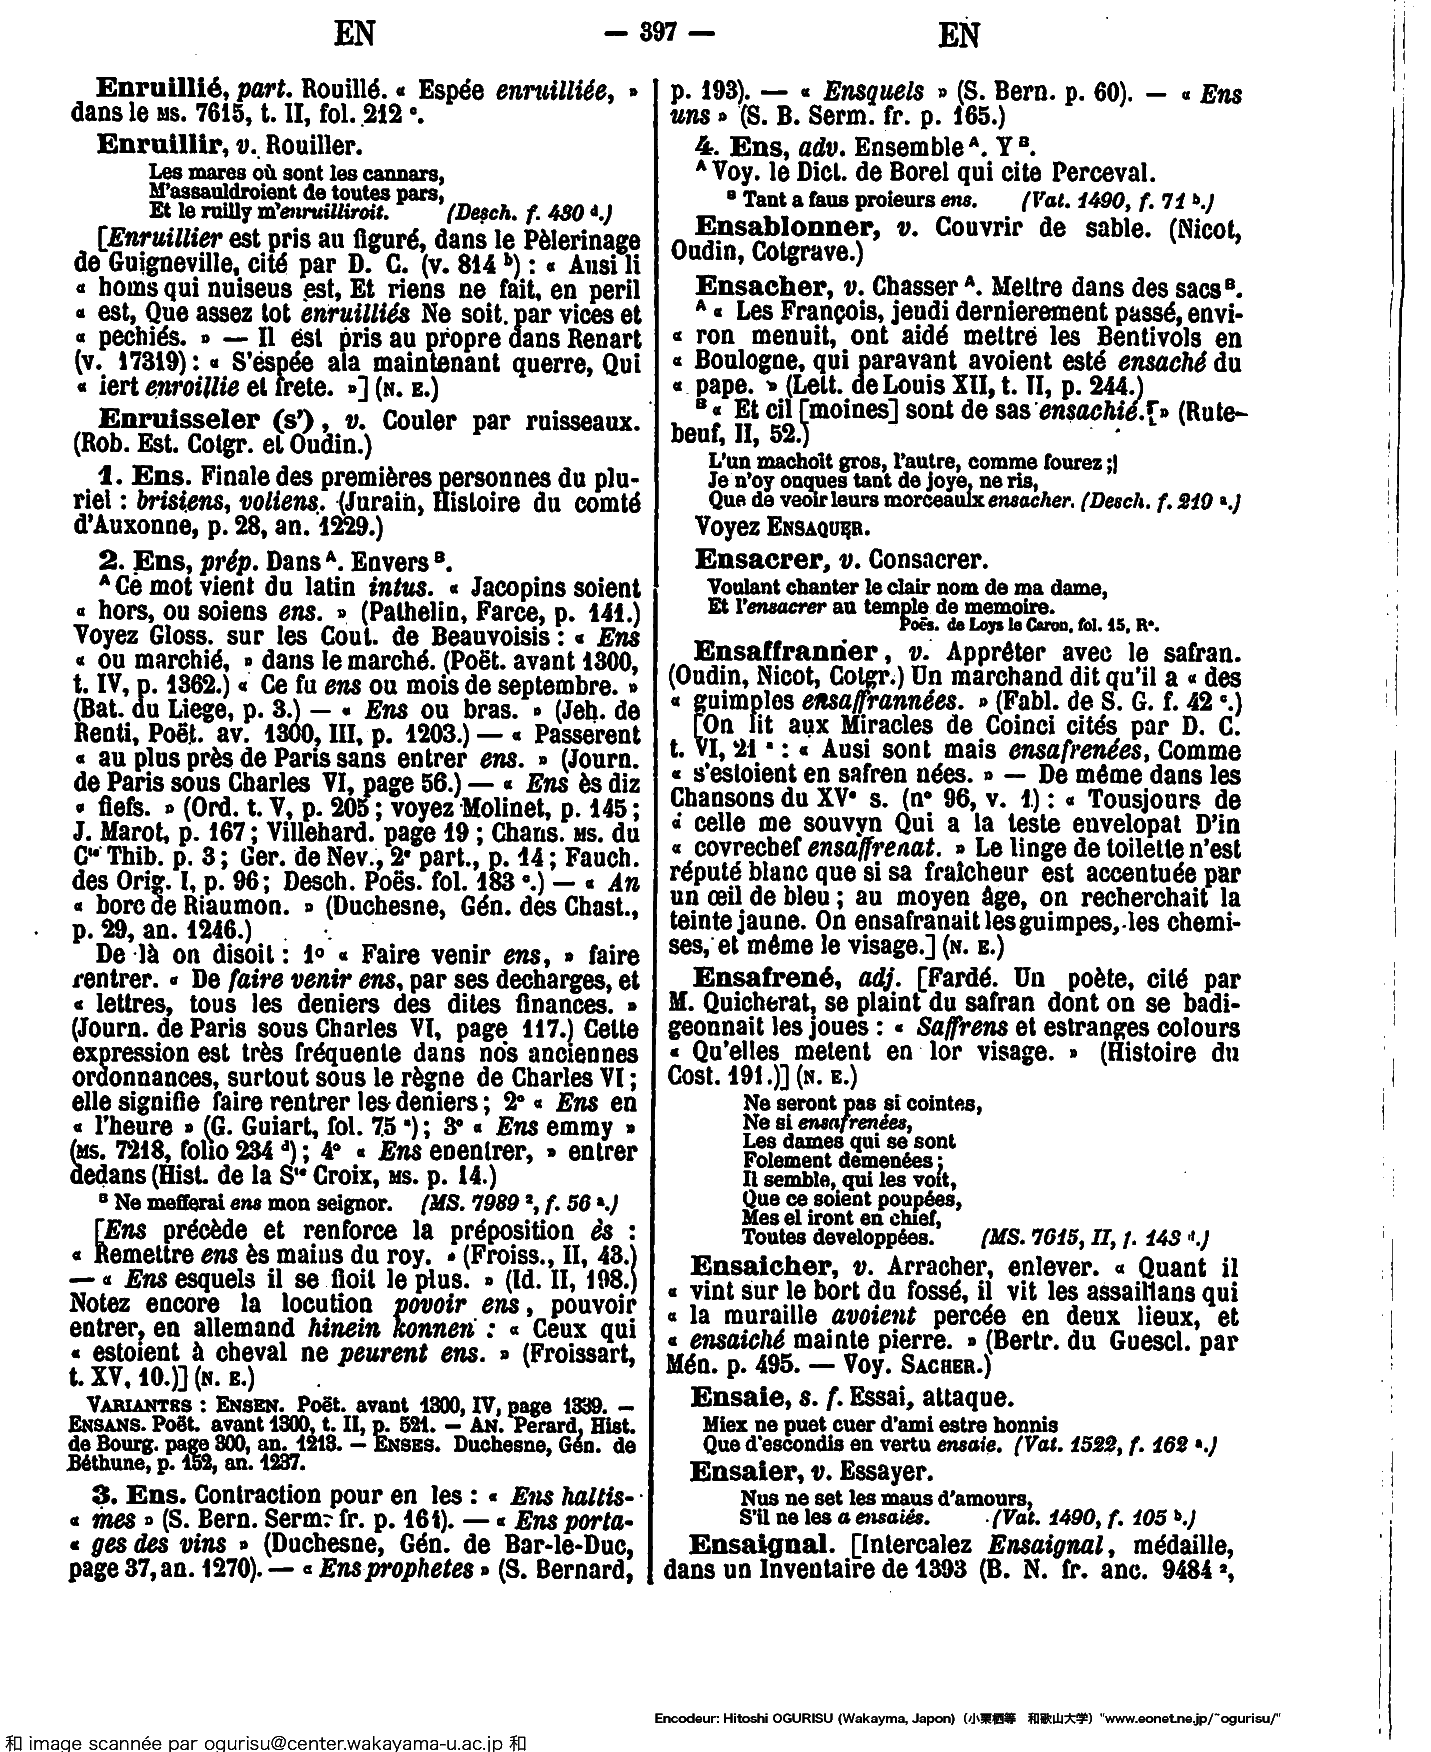 EN — 397 — EN
Enruillié, part. Rouillé. « Espée enruilliée, »
dans le MS. 7615, t. II, fol. 212 c.
Enruillir, v. Rouiller.
Les mares où sont les cannars,
M'assauldroient de toutes pars,
Et le ruilly m'enruilliroit. (Desch. f. 430 d.)
[Enruillier est pris au figuré, dans le Pèlerinage
de Guigneville, cité par D. C. (v. 814 b) : « Ausi li
« homs qui nuiseus est, Et riens ne fait, en peril
« est, Que assez tot enruilliés Ne soit par vices et
« pechiés. » — Il est pris au propre dans Renart
(v. 17319) : « S'espée ala maintenant querre, Qui
« iert enroillie et frete. »] (N. E.)
Enruisseler (s'), v. Couler par ruisseaux.
(Rob. Est. Cotgr. et Oudin.)
1. Ens. Finale des premières personnes du plu-
riel : brisiens, voliens. (Jurain, Histoire du comté
d'Auxonne, p. 28, an. 1229.)
2. Ens, prép. Dans A. Envers B.
A Ce mot vient du latin intus. « Jacopins soient
« hors, ou soiens ens. » (Pathelin, Farce, p. 141.)
Voyez Gloss. sur les Cout. de Beauvoisis : « Ens
« ou marchié, » dans le marché. (Poët. avant 1300,
t. IV, p. 1362.) « Ce fu ens ou mois de septembre. »
(Bat. du Liege, p. 3.) — « Ens ou bras. » (Jeh. de
Renti, Poët. av. 1300, III, p. 1203.) — « Passerent
« au plus près de Paris sans entrer ens. » (Journ.
de Paris sous Charles VI, page 56.) — « Ens ès diz
« fiefs. » (Ord. t. V, p. 205 ; voyez Molinet, p. 145 ;
J. Marot, p. 167 ; Villehard. page 19 ; Chans. MS. du
Cte Thib. p. 3 ; Ger. de Nev., 2e part., p. 14 ; Fauch.
des Orig. I, p. 96 ; Desch. Poës. fol. 183 c.) — « An
« borc de Riaumon. » (Duchesne, Gén. des Chast.,
p. 29, an. 1246.)
De là on disoit : 1o « Faire venir ens, » faire
rentrer. « De faire venir ens, par ses decharges, et
« lettres, tous les deniers des dites finances. »
(Journ. de Paris sous Charles VI, page 117.) Cette
expression est très fréquente dans nos anciennes
ordonnances, surtout sous le règne de Charles VI ;
elle signifie faire rentrer les deniers ; 2o « Ens en
« l'heure » (G. Guiart, fol. 75 a) ; 3o « Ens emmy »
(MS. 7218, folio 234 d) ; 4o « Ens enentrer, » entrer
dedans (Hist. de la Ste Croix, MS. p. 14.)
B Ne mefferai ens mon seignor. (MS. 7989 2, f. 56 a.)
[Ens précède et renforce la préposition ès :
« Remettre ens ès mains du roy. » (Froiss., II, 43.)
— « Ens esquels il se fioit le plus. » (Id. II, 198.)
Notez encore la locution povoir ens, pouvoir
entrer, en allemand hinein konnen : « Ceux qui
« estoient à cheval ne peurent ens. » (Froissart,
t. XV, 10.)] (N. E.)
VARIANTES : ENSEN. Poët. avant 1300, IV, page 1339. —
ENSANS. Poët. avant 1300, t. II, p. 521. — AN. Perard, Hist.
de Bourg. page 300, an. 1213. — ENSES. Duchesne, Gén. de
Béthune, p. 152, an. 1237.
3. Ens. Contraction pour en les : « Ens haltis-
« mes » (S. Bern. Serm. fr. p. 161). — « Ens porta-
« ges des vins » (Duchesne, Gén. de Bar-le-Duc,
page 37, an. 1270). — « Ens prophetes » (S. Bernard,
p. 193). — « Ensquels » (S. Bern. p. 60). — « Ens
uns » (S. B. Serm. fr. p. 165.)
4. Ens, adv. Ensemble A. Y B.
A Voy. le Dict. de Borel qui cite Perceval.
B Tant a faus proieurs ens. (Vat. 1490, f. 71 b.)
Ensablonner, v. Couvrir de sable. (Nicot,
Oudin, Cotgrave.)
Ensacher, v. Chasser A. Mettre dans des sacs B.
A « Les François, jeudi dernierement passé, envi-
« ron menuit, ont aidé mettre les Bentivols en
« Boulogne, qui paravant avoient esté ensaché du
« pape. » (Lett. de Louis XII, t. II, p. 244.)
B « Et cil [moines] sont de sas ensachié. » (Rute-
beuf, II, 52.)
L'un machoit gros, l'autre, comme fourez ;
Je n'oy onques tant de joye, ne ris,
Que de veoir leurs morceaulx ensacher. (Desch. f. 210 a.)
Voyez ENSAQUER.
Ensacrer, v. Consacrer.
Voulant chanter le clair nom de ma dame,
Et l'ensacrer au temple de memoire.
Poës. de Loys le Caron, fol. 15, Ro.
Ensaffranner, v. Apprêter avec le safran.
(Oudin, Nicot, Cotgr.) Un marchand dit qu'il a « des
« guimples ensaffrannées. » (Fabl. de S. G. f. 42 c.)
[On lit aux Miracles de Coinci cités par D. C.
t. VI, 21 a : « Ausi sont mais ensafrenées, Comme
« s'estoient en safren nées. » — De même dans les
Chansons du XVe s. (no 96, v. 1) : « Tousjours de
« celle me souvyn Qui a la teste envelopat D'in
« covrechef ensaffrenat. » Le linge de toilette n'est
réputé blanc que si sa fraîcheur est accentuée par
un œil de bleu ; au moyen âge, on recherchait la
teinte jaune. On ensafranait les guimpes, les chemi-
ses, et même le visage.] (N. E.)
Ensafrené, adj. [Fardé. Un poète, cité par
M. Quicherat, se plaint du safran dont on se badi-
geonnait les joues : « Saffrens et estranges colours
« Qu'elles metent en lor visage. » (Histoire du
Cost. 191.)] (N. E.)
Ne seront pas si cointes,
Ne si ensafrenées,
Les dames qui se sont
Folement demenées ;
Il semble, qui les voit,
Que ce soient poupées,
Mes el iront en chief,
Toutes developpées. (MS. 7615, II, f. 143 d.)
Ensaicher, v. Arracher, enlever. « Quant il
« vint sur le bort du fossé, il vit les assaillans qui
« la muraille avoient percée en deux lieux, et
« ensaiché mainte pierre. » (Bertr. du Guescl. par
Mén. p. 495. — Voy. SACHER.)
Ensaie, s. f. Essai, attaque.
Miex ne puet cuer d'ami estre honnis
Que d'escondis en vertu ensaie. (Vat. 1522, f. 162 a.)
Ensaier, v. Essayer.
Nus ne set les maus d'amours,
S'il ne les a ensaiés. (Vat. 1490, f. 105 b.)
Ensaignal. [Intercalez Ensaignal, médaille,
dans un Inventaire de 1393 (B. N. fr. anc. 9484 2,
Encodeur: Hitoshi OGURISU (Wakayma, Japon) (小栗栖等 和歌山大学) "www.eonet.ne.jp/~ogurisu/"
和 image scannée par ogurisu@center.wakayama-u.ac.jp 和